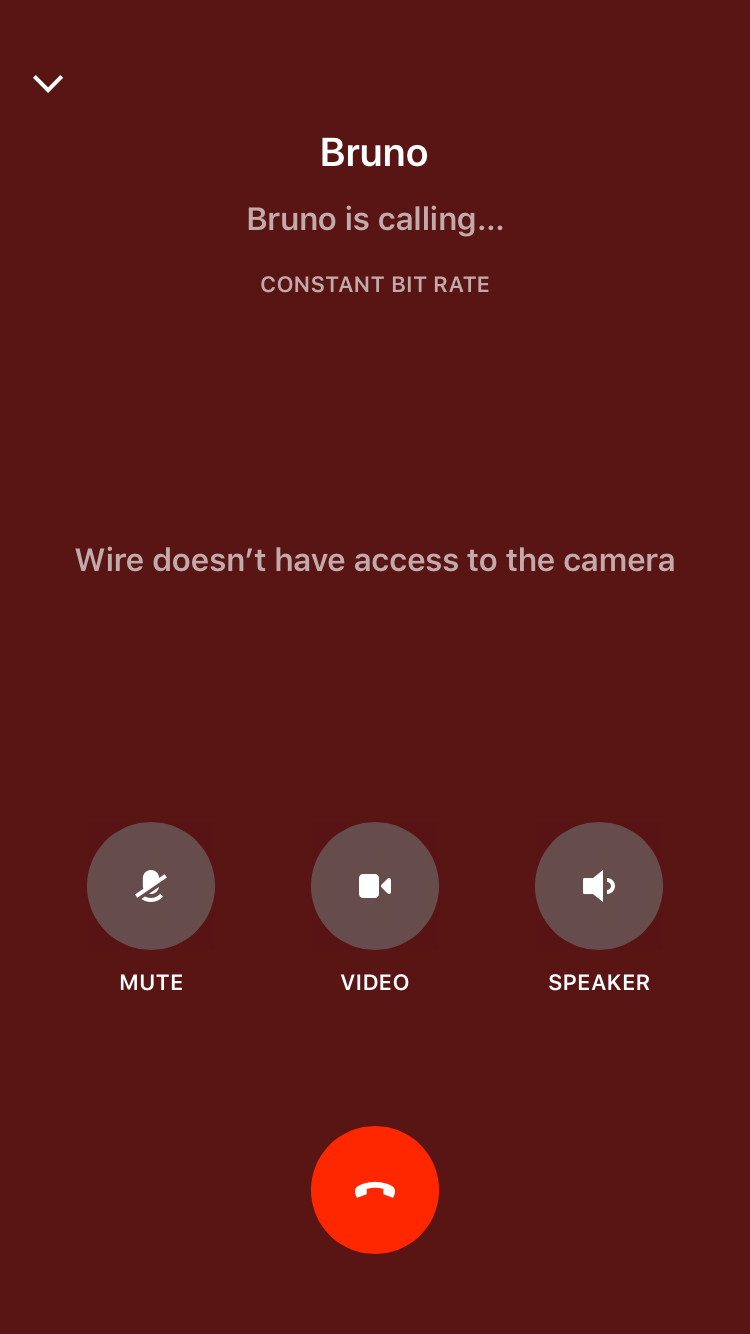 Bruno
Bruno is calling...
CONSTANT BIT RATE
Wire doesn’t have access to the camera
MUTE VIDEO SPEAKER